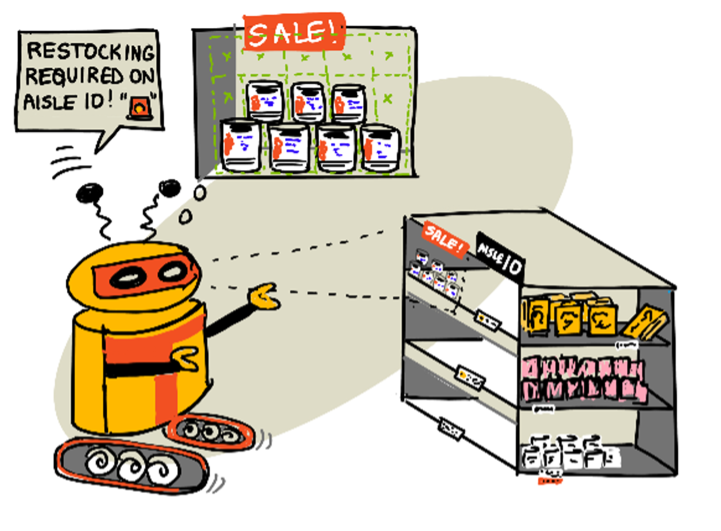 RESTOCKING
REQUIRED ON
AISLE 10! " "
SALE!
SALE!
AISLE 10